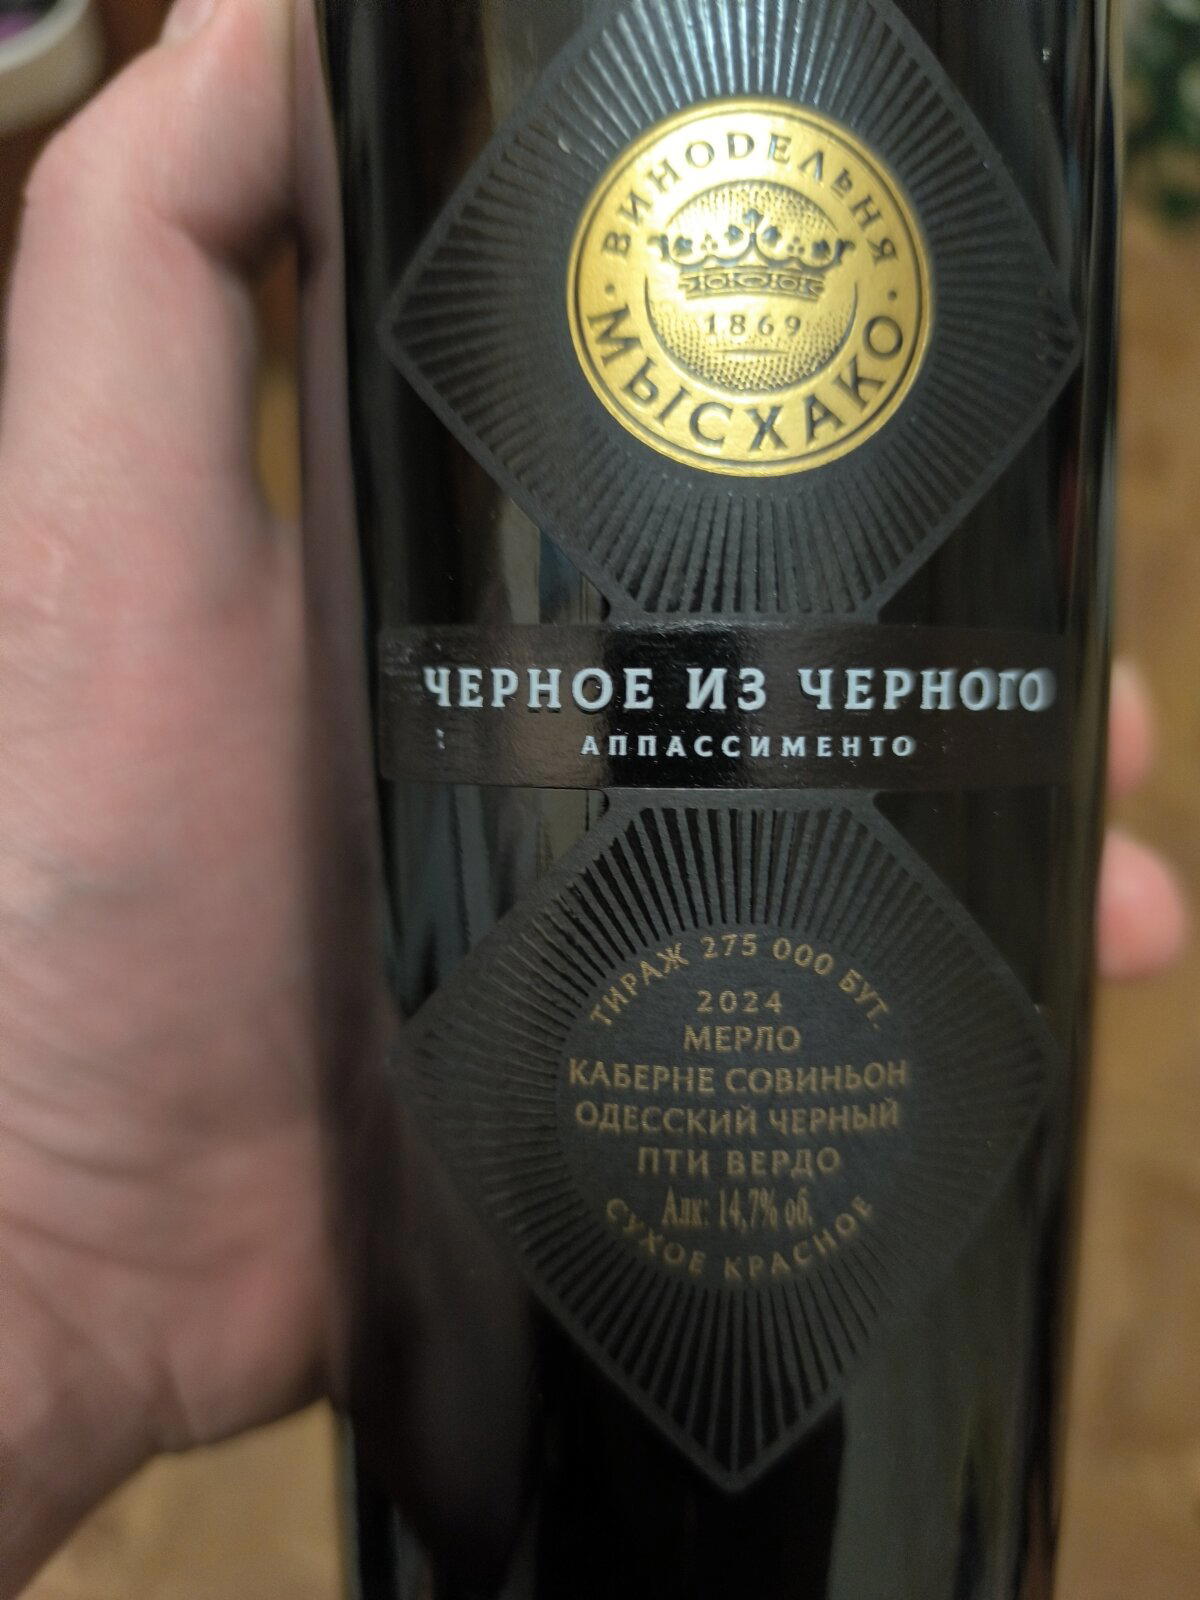 ВИНОДЕЛЬНЯ
1869
МЫСХАКО
ЧЕРНОЕ ИЗ ЧЕРНОГО
АППАССИМЕНТО
ТИРАЖ 275 000 БУТ.
2024
МЕРЛО
КАБЕРНЕ СОВИНЬОН
ОДЕССКИЙ ЧЕРНЫЙ
ПТИ ВЕРДО
Алк: 14,7% об.
СУХОЕ КРАСНОЕ